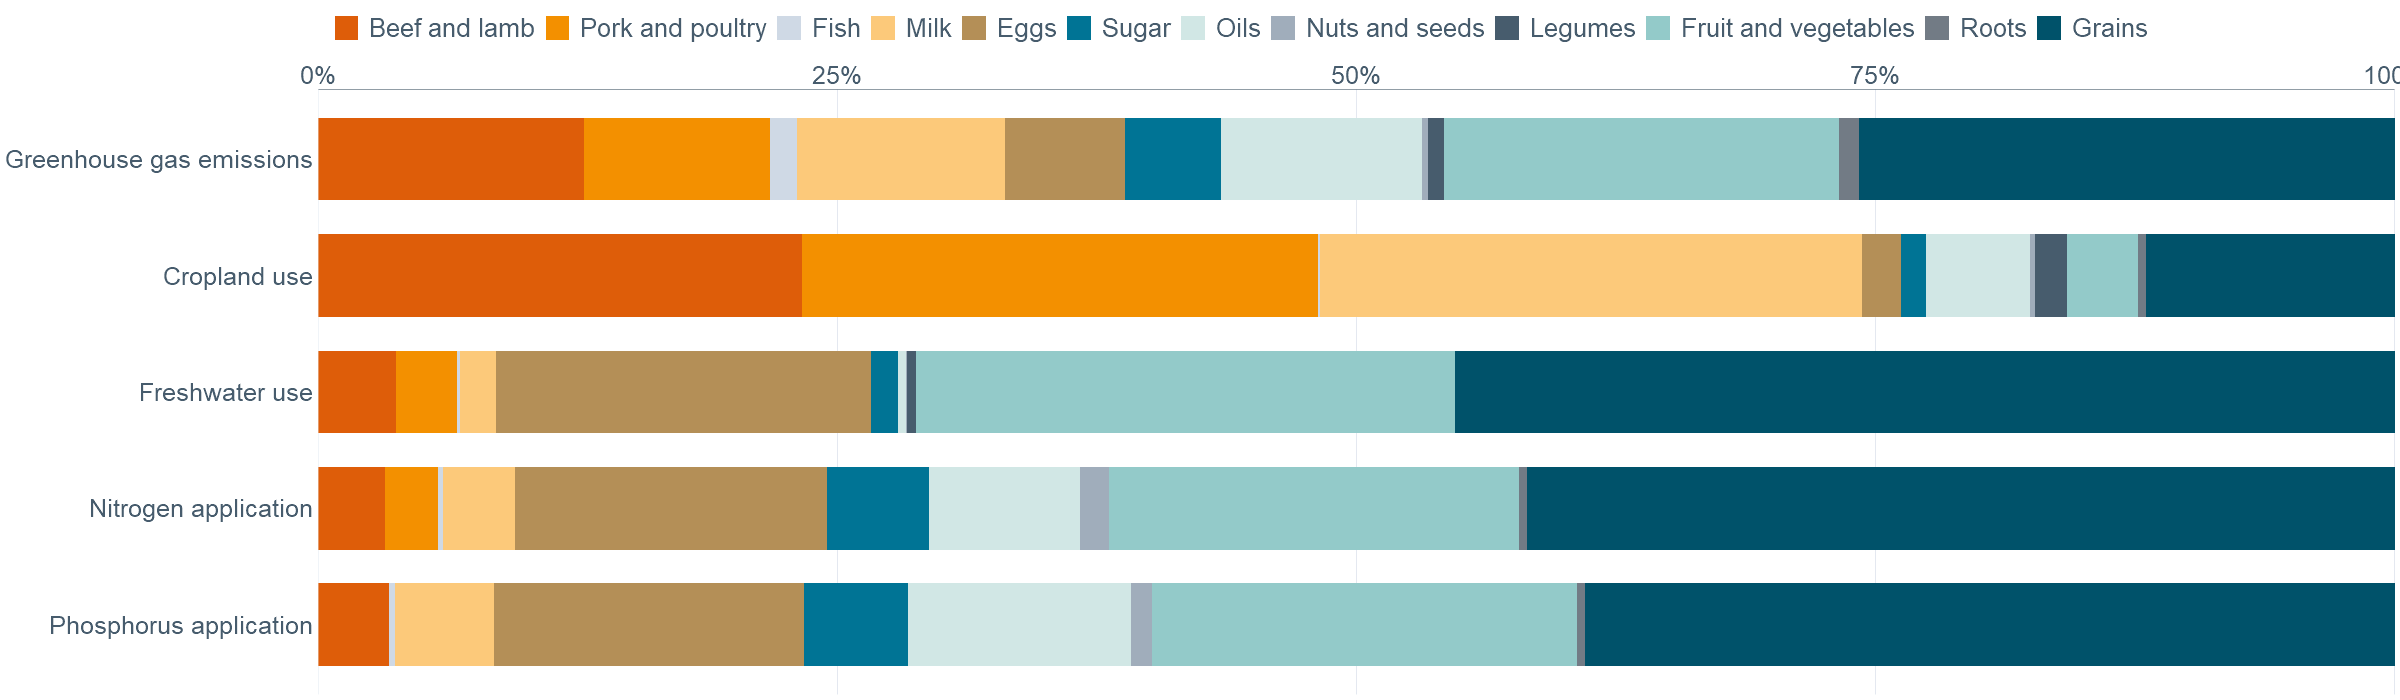 Beef and lamb Pork and poultry Fish Milk Eggs Sugar Oils Nuts and seeds Legumes Fruit and vegetables Roots Grains
0% 25% 50% 75% 100
Greenhouse gas emissions
Cropland use
Freshwater use
Nitrogen application
Phosphorus application